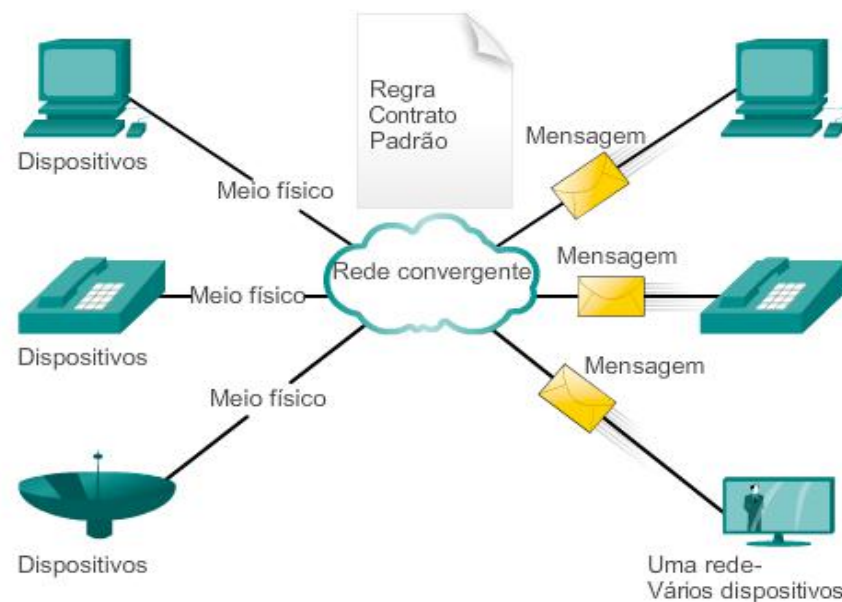 Regra
Contrato
Padrão
Mensagem
Dispositivos
Meio físico
Mensagem
Rede convergente
Meio físico
Dispositivos
Mensagem
Meio físico
Dispositivos
Uma rede-
Vários dispositivos